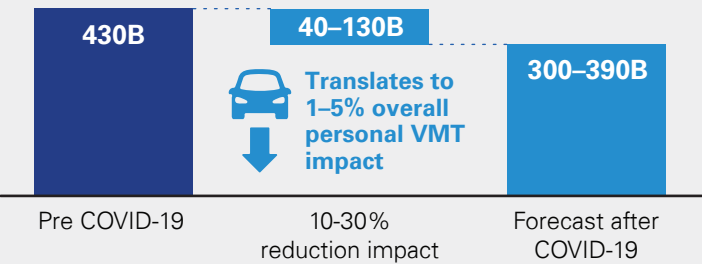 430B
40–130B
300–390B
Translates to
1–5% overall
personal VMT
impact
Pre COVID-19
10-30%
reduction impact
Forecast after
COVID-19